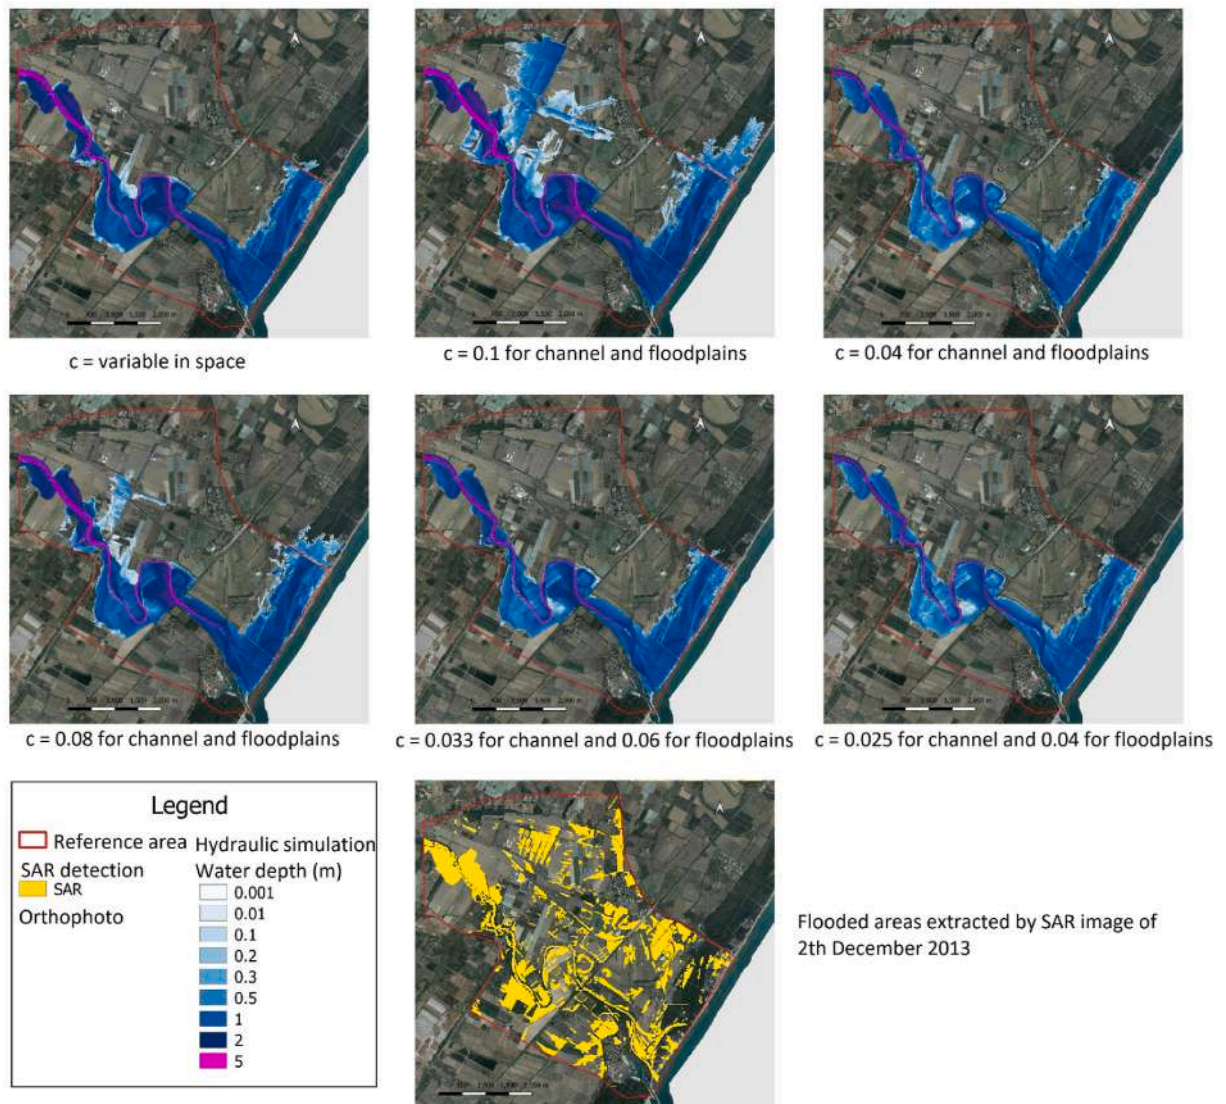 c = variable in space
c = 0.1 for channel and floodplains
c = 0.04 for channel and floodplains
c = 0.08 for channel and floodplains
c = 0.033 for channel and 0.06 for floodplains
c = 0.025 for channel and 0.04 for floodplains
Legend
Reference area
SAR detection
SAR
Orthophoto
Hydraulic simulation
Water depth (m)
0.001
0.01
0.1
0.2
0.3
0.5
1
2
5
Flooded areas extracted by SAR image of
2th December 2013